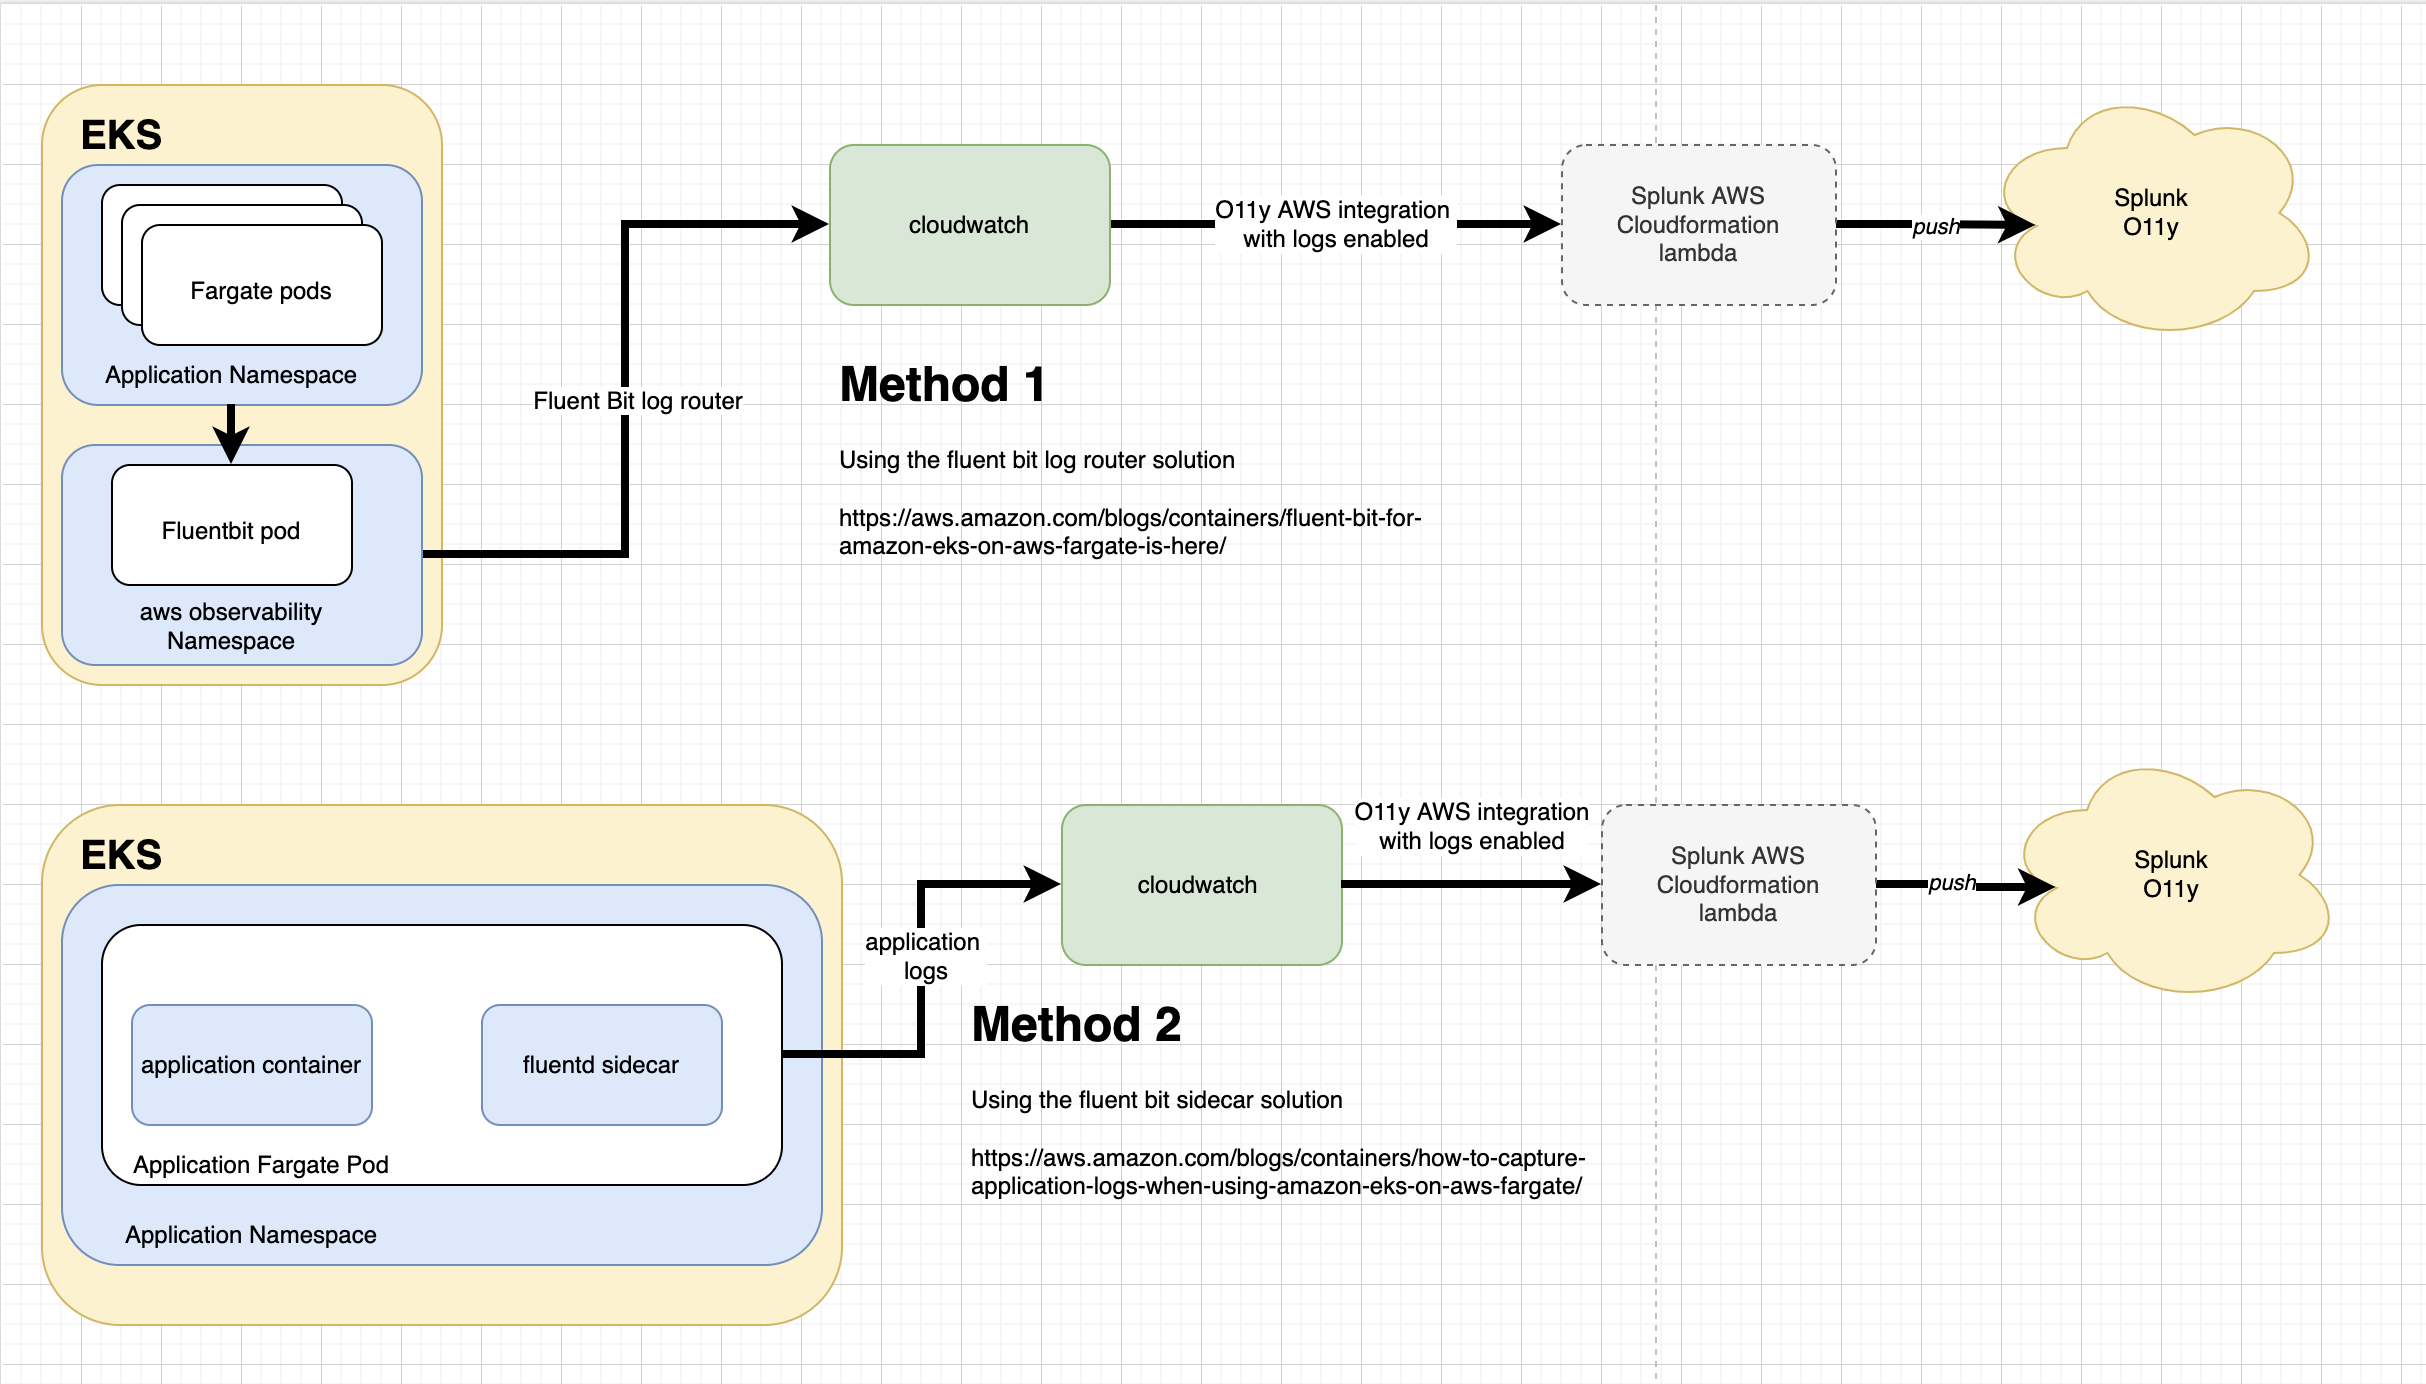 EKS
Fargate pods
Application Namespace
Fluentbit pod
aws observability
Namespace
Fluent Bit log router
cloudwatch
O11y AWS integration
with logs enabled
Splunk AWS
Cloudformation
lambda
push
Splunk
O11y
Method 1
Using the fluent bit log router solution
https://aws.amazon.com/blogs/containers/fluent-bit-for-
amazon-eks-on-aws-fargate-is-here/
EKS
application container
fluentd sidecar
Application Fargate Pod
Application Namespace
application
logs
cloudwatch
O11y AWS integration
with logs enabled
Splunk AWS
Cloudformation
lambda
push
Splunk
O11y
Method 2
Using the fluent bit sidecar solution
https://aws.amazon.com/blogs/containers/how-to-capture-
application-logs-when-using-amazon-eks-on-aws-fargate/